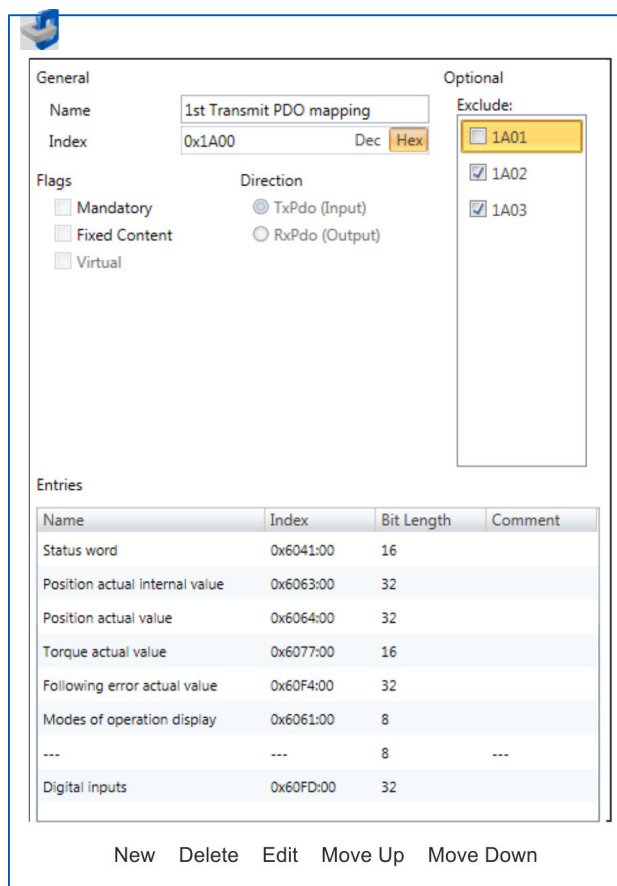 General
Optional
Name 1st Transmit PDO mapping
Exclude:
Index 0x1A00 Dec Hex
1A01
Flags Direction
1A02
Mandatory TxPdo (Input)
1A03
Fixed Content RxPdo (Output)
Virtual
Entries
Name Index Bit Length Comment
Status word 0x6041:00 16
Position actual internal value 0x6063:00 32
Position actual value 0x6064:00 32
Torque actual value 0x6077:00 16
Following error actual value 0x60F4:00 32
Modes of operation display 0x6061:00 8
--- --- 8 ---
Digital inputs 0x60FD:00 32
New Delete Edit Move Up Move Down